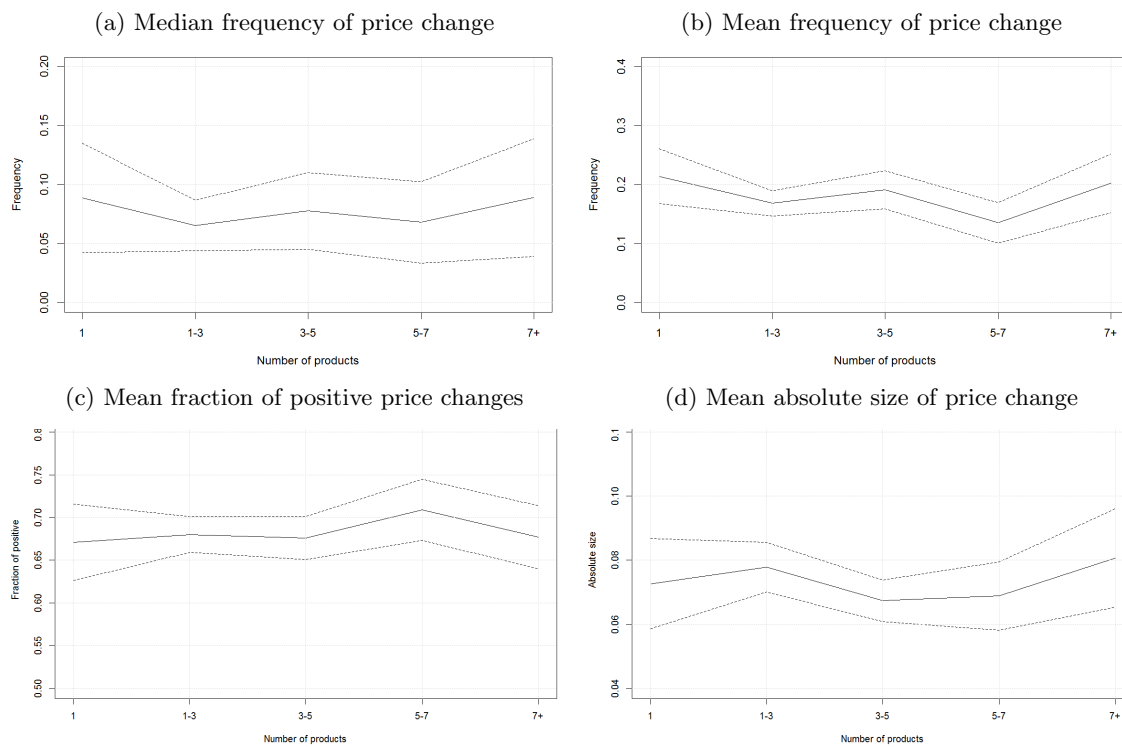 (a) Median frequency of price change
0.20
0.15
0.10
0.05
0.00
Frequency
1 1-3 3-5 5-7 7+
Number of products
(b) Mean frequency of price change
0.4
0.3
0.2
0.1
0.0
Frequency
1 1-3 3-5 5-7 7+
Number of products
(c) Mean fraction of positive price changes
0.8
0.75
0.70
0.65
0.60
0.55
0.50
Fraction of positive
1 1-3 3-5 5-7 7+
Number of products
(d) Mean absolute size of price change
0.1
0.10
0.08
0.06
0.04
Absolute size
1 1-3 3-5 5-7 7+
Number of products